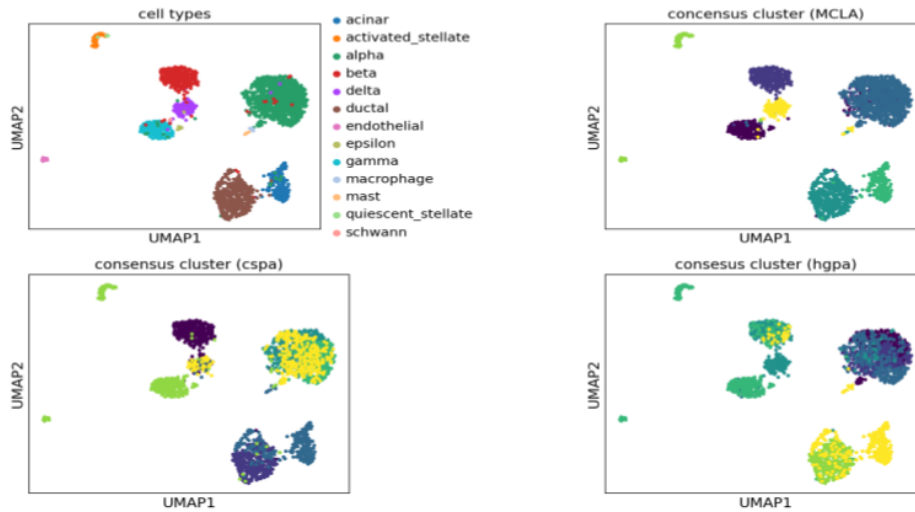 cell types
UMAP2
UMAP1
acinar
activated_stellate
alpha
beta
delta
ductal
endothelial
epsilon
gamma
macrophage
mast
quiescent_stellate
schwann
concensus cluster (MCLA)
UMAP2
UMAP1
consensus cluster (cspa)
UMAP2
UMAP1
consesus cluster (hgpa)
UMAP2
UMAP1